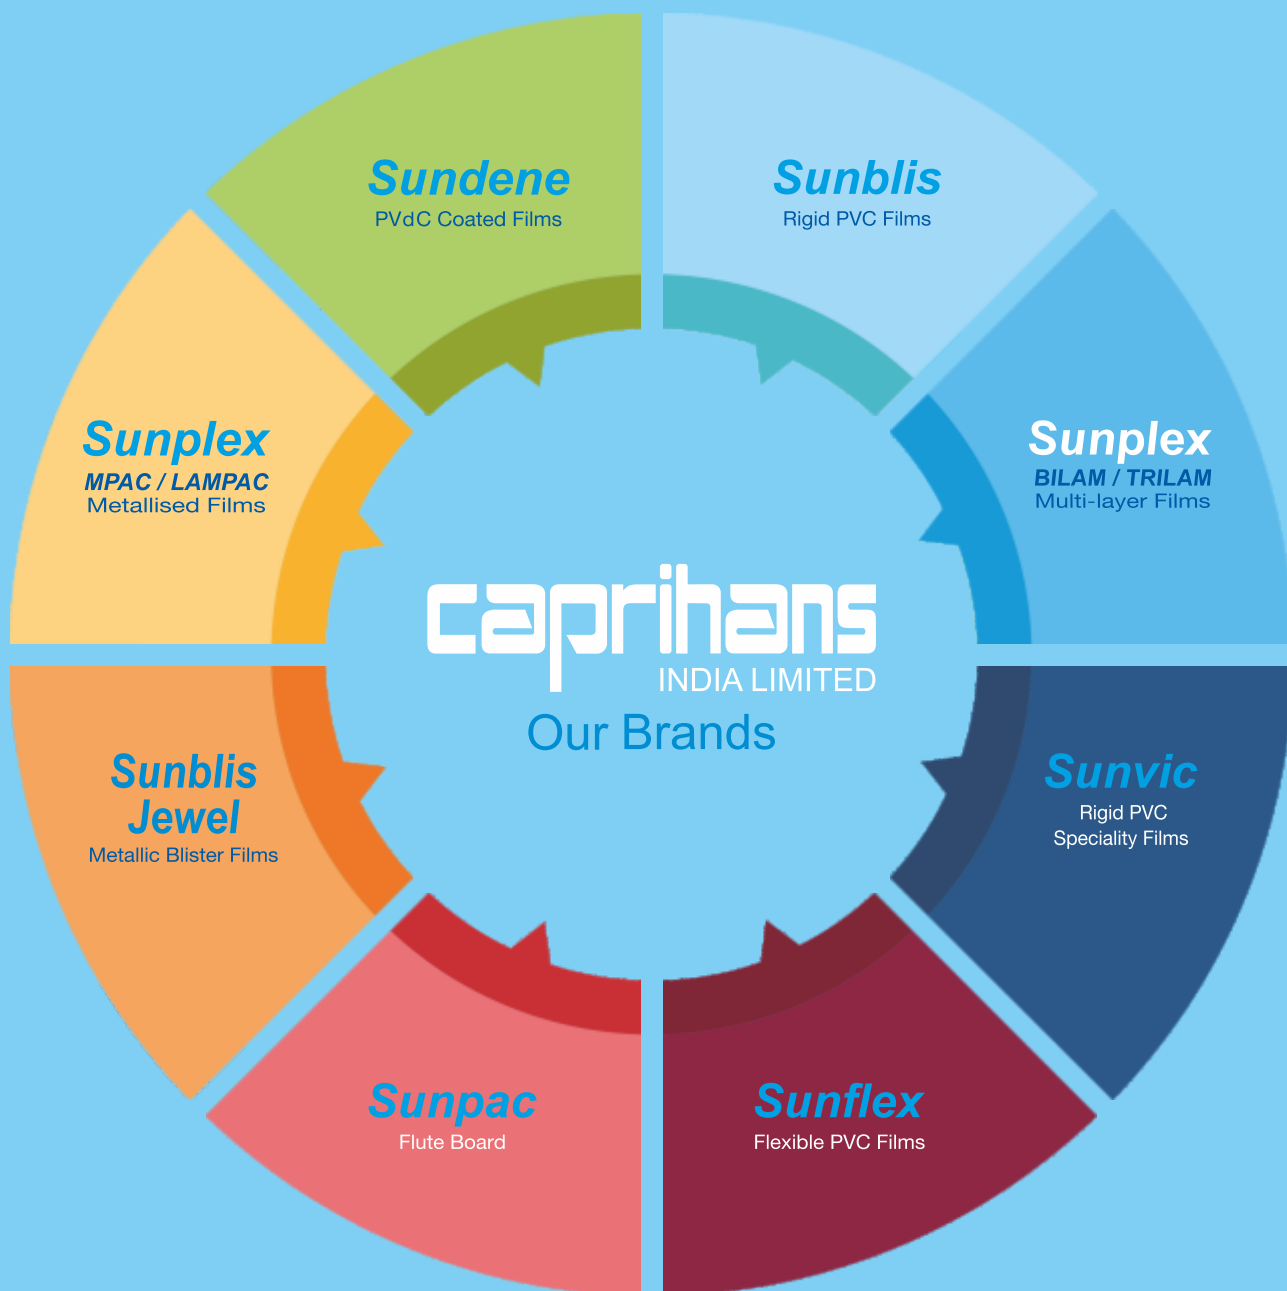 Sundene
PVdC Coated Films
Sunblis
Rigid PVC Films
Sunplex
MPAC / LAMPAC
Metallised Films
Sunplex
BILAM / TRILAM
Multi-layer Films
caprihans
INDIA LIMITED
Our Brands
Sunblis
Jewel
Metallic Blister Films
Sunvic
Rigid PVC
Speciality Films
Sunpac
Flute Board
Sunflex
Flexible PVC Films